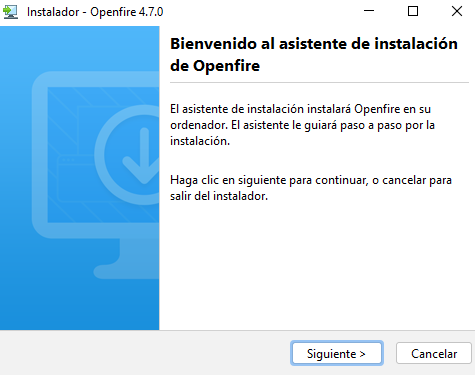 Instalador - Openfire 4.7.0
Bienvenido al asistente de instalación
de Openfire
El asistente de instalación instalará Openfire en su
ordenador. El asistente le guiará paso a paso por la
instalación.
Haga clic en siguiente para continuar, o cancelar para
salir del instalador.
Siguiente >
Cancelar